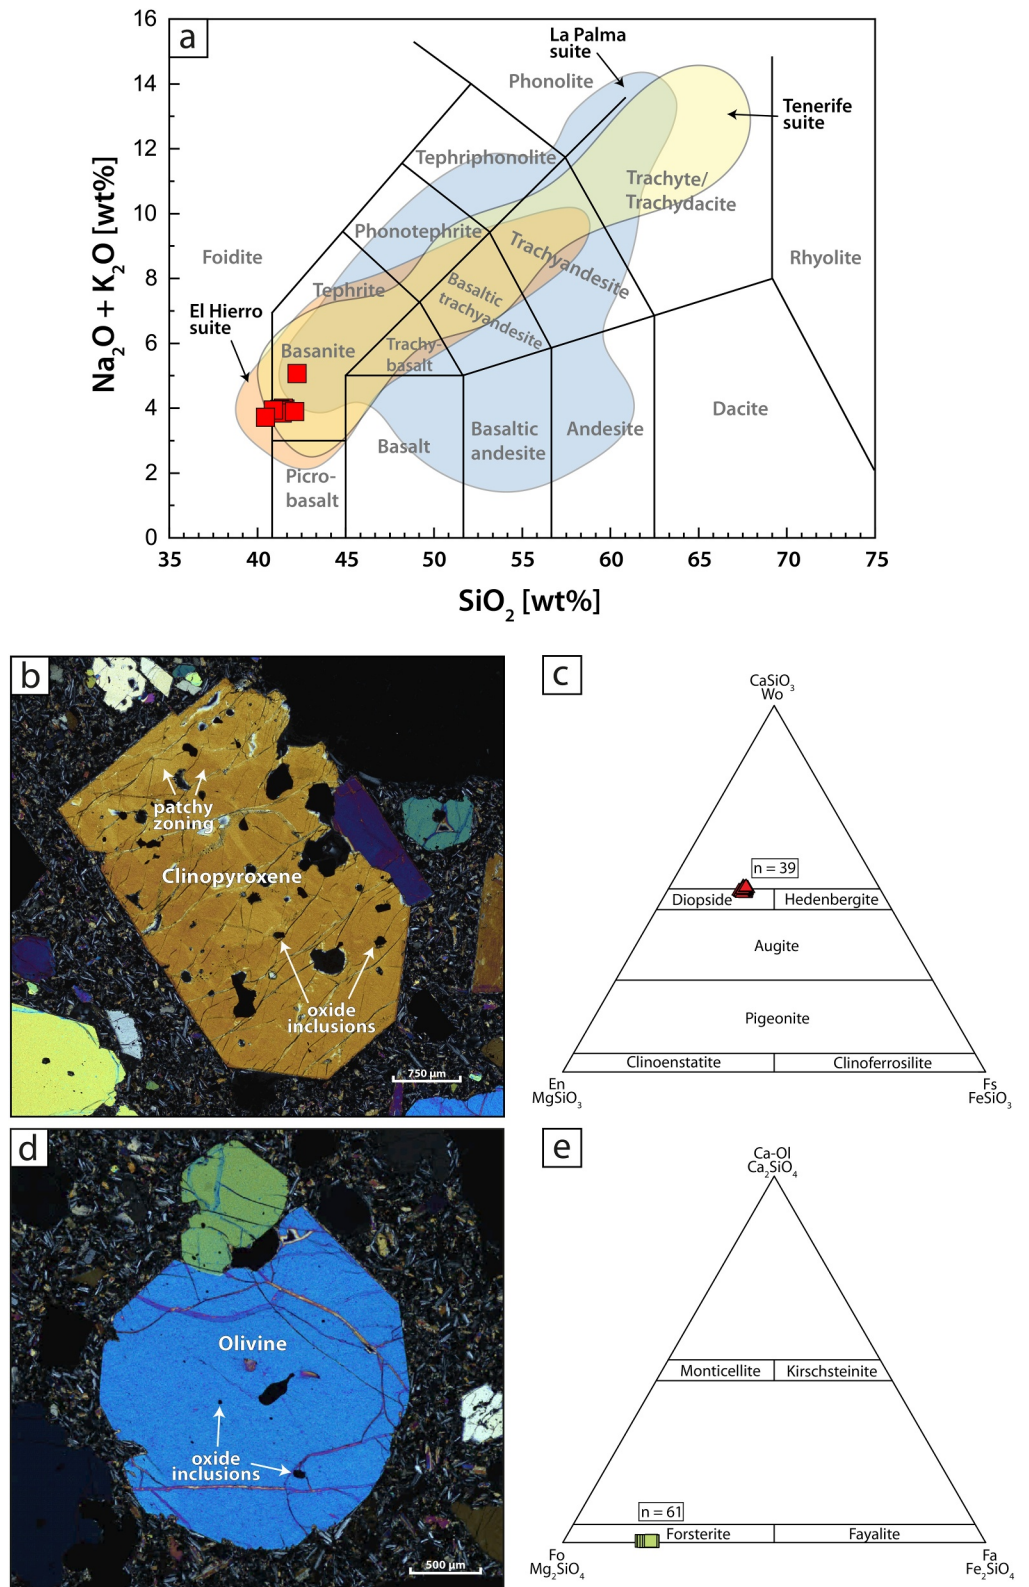 a
16
14
12
10
8
6
4
2
0
Na₂O + K₂O [wt%]
35
40
45
50
55
60
65
70
75
SiO₂ [wt%]
La Palma
suite
Phonolite
Tenerife
suite
Tephriphonolite
Trachyte/
Trachydacite
Phonotephrite
Foidite
Trachyandesite
Rhyolite
Tephrite
Basaltic
trachyandesite
El Hierro
suite
Basanite
Trachy-
basalt
Dacite
Basalt
Basaltic
andesite
Andesite
Picro-
basalt
b
patchy
zoning
Clinopyroxene
oxide
inclusions
750 µm
c
CaSiO₃
Wo
n = 39
Diopside
Hedenbergite
Augite
Pigeonite
Clinoenstatite
Clinoferrosilite
En
MgSiO₃
Fs
FeSiO₃
d
Olivine
oxide
inclusions
500 µm
e
Ca-Ol
Ca₂SiO₄
Monticellite
Kirschsteinite
n = 61
Forsterite
Fayalite
Fo
Mg₂SiO₄
Fa
Fe₂SiO₄